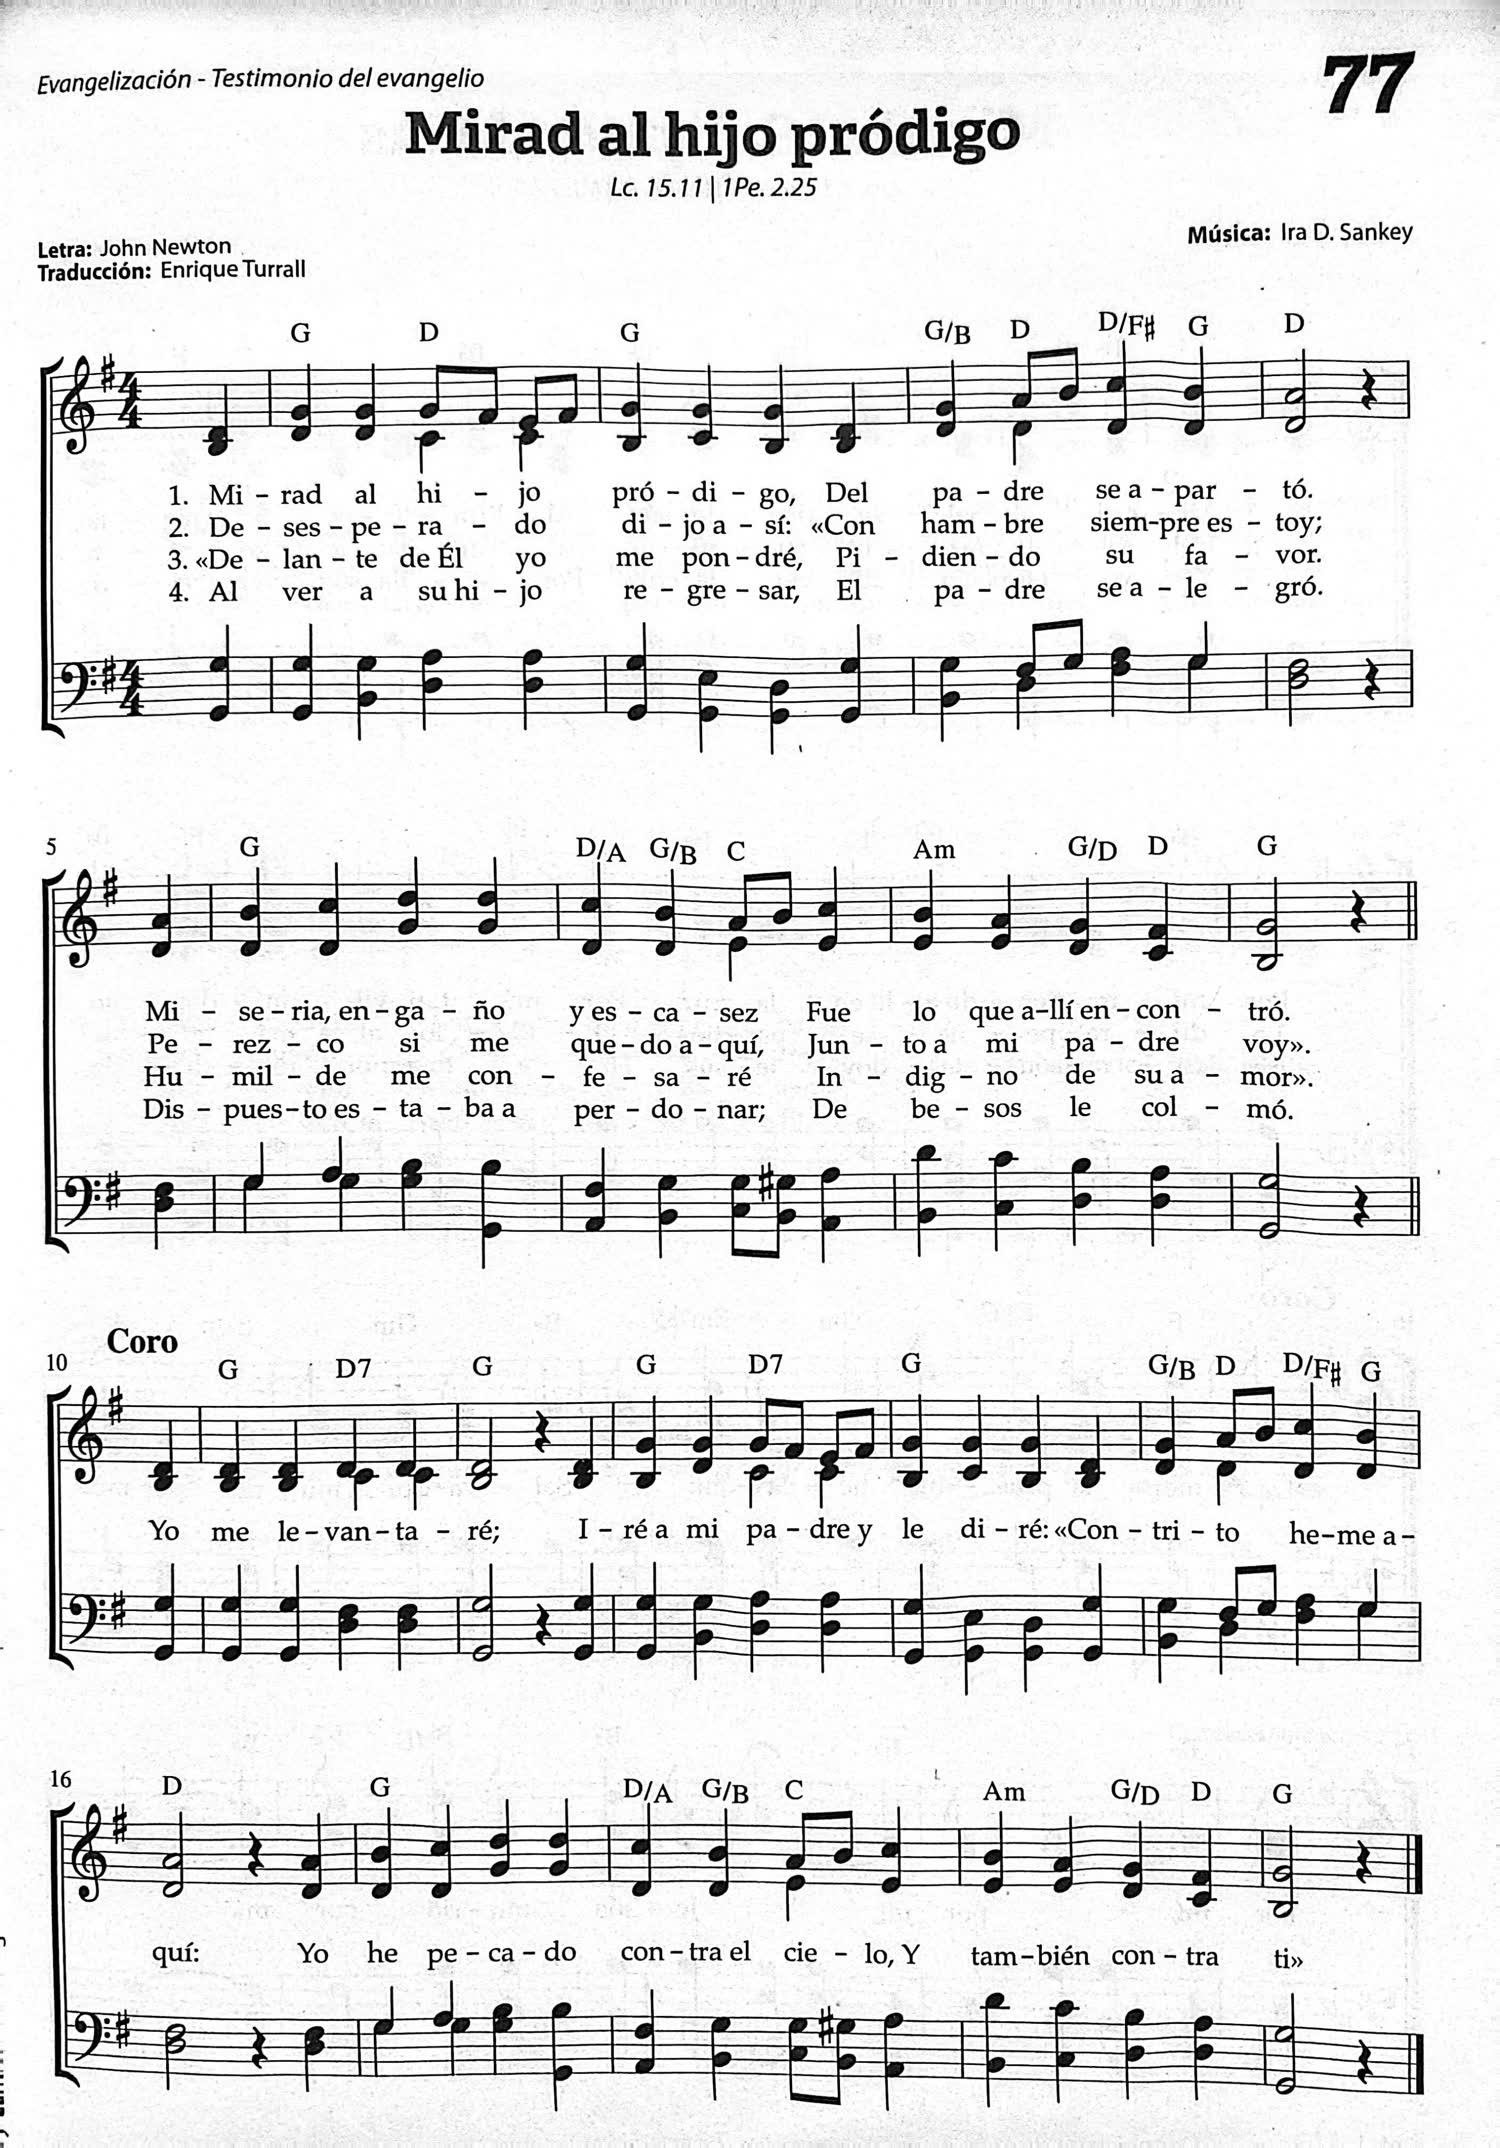 Evangelización - Testimonio del evangelio
77
Mirad al hijo pródigo
Lc. 15.11 | 1Pe. 2.25
Letra: John Newton
Música: Ira D. Sankey
Traducción: Enrique Turrall
G D G G/B D D/F# G D
4 4
1. Mi – rad al hi – jo pró – di – go, Del pa – dre se a – par – tó.
2. De – ses – pe – ra – do di – jo a – sí: «Con ham – bre siem–pre es – toy;
3. «De – lan – te de Él yo me pon – dré, Pi – dien – do su fa – vor.
4. Al ver a su hi – jo re – gre – sar, El pa – dre se a – le – gró.
4 4
5 G D/A G/B C Am G/D D G
Mi – se – ria, en – ga – ño y es – ca – sez Fue lo que a–llí en – con – tró.
Pe – rez – co si me que – do a – quí, Jun – to a mi pa – dre voy».
Hu – mil – de me con – fe – sa – ré In – dig – no de su a – mor».
Dis – pues – to es – ta – ba a per – do – nar; De be – sos le col – mó.
Coro
10 G D7 G G D7 G G/B D D/F# G
Yo me le – van – ta – ré; I – ré a mi pa – dre y le di – ré: «Con – tri – to he–me a –
16 D G D/A G/B C Am G/D D G
quí: Yo he pe – ca – do con – tra el cie – lo, Y tam – bién con – tra ti»